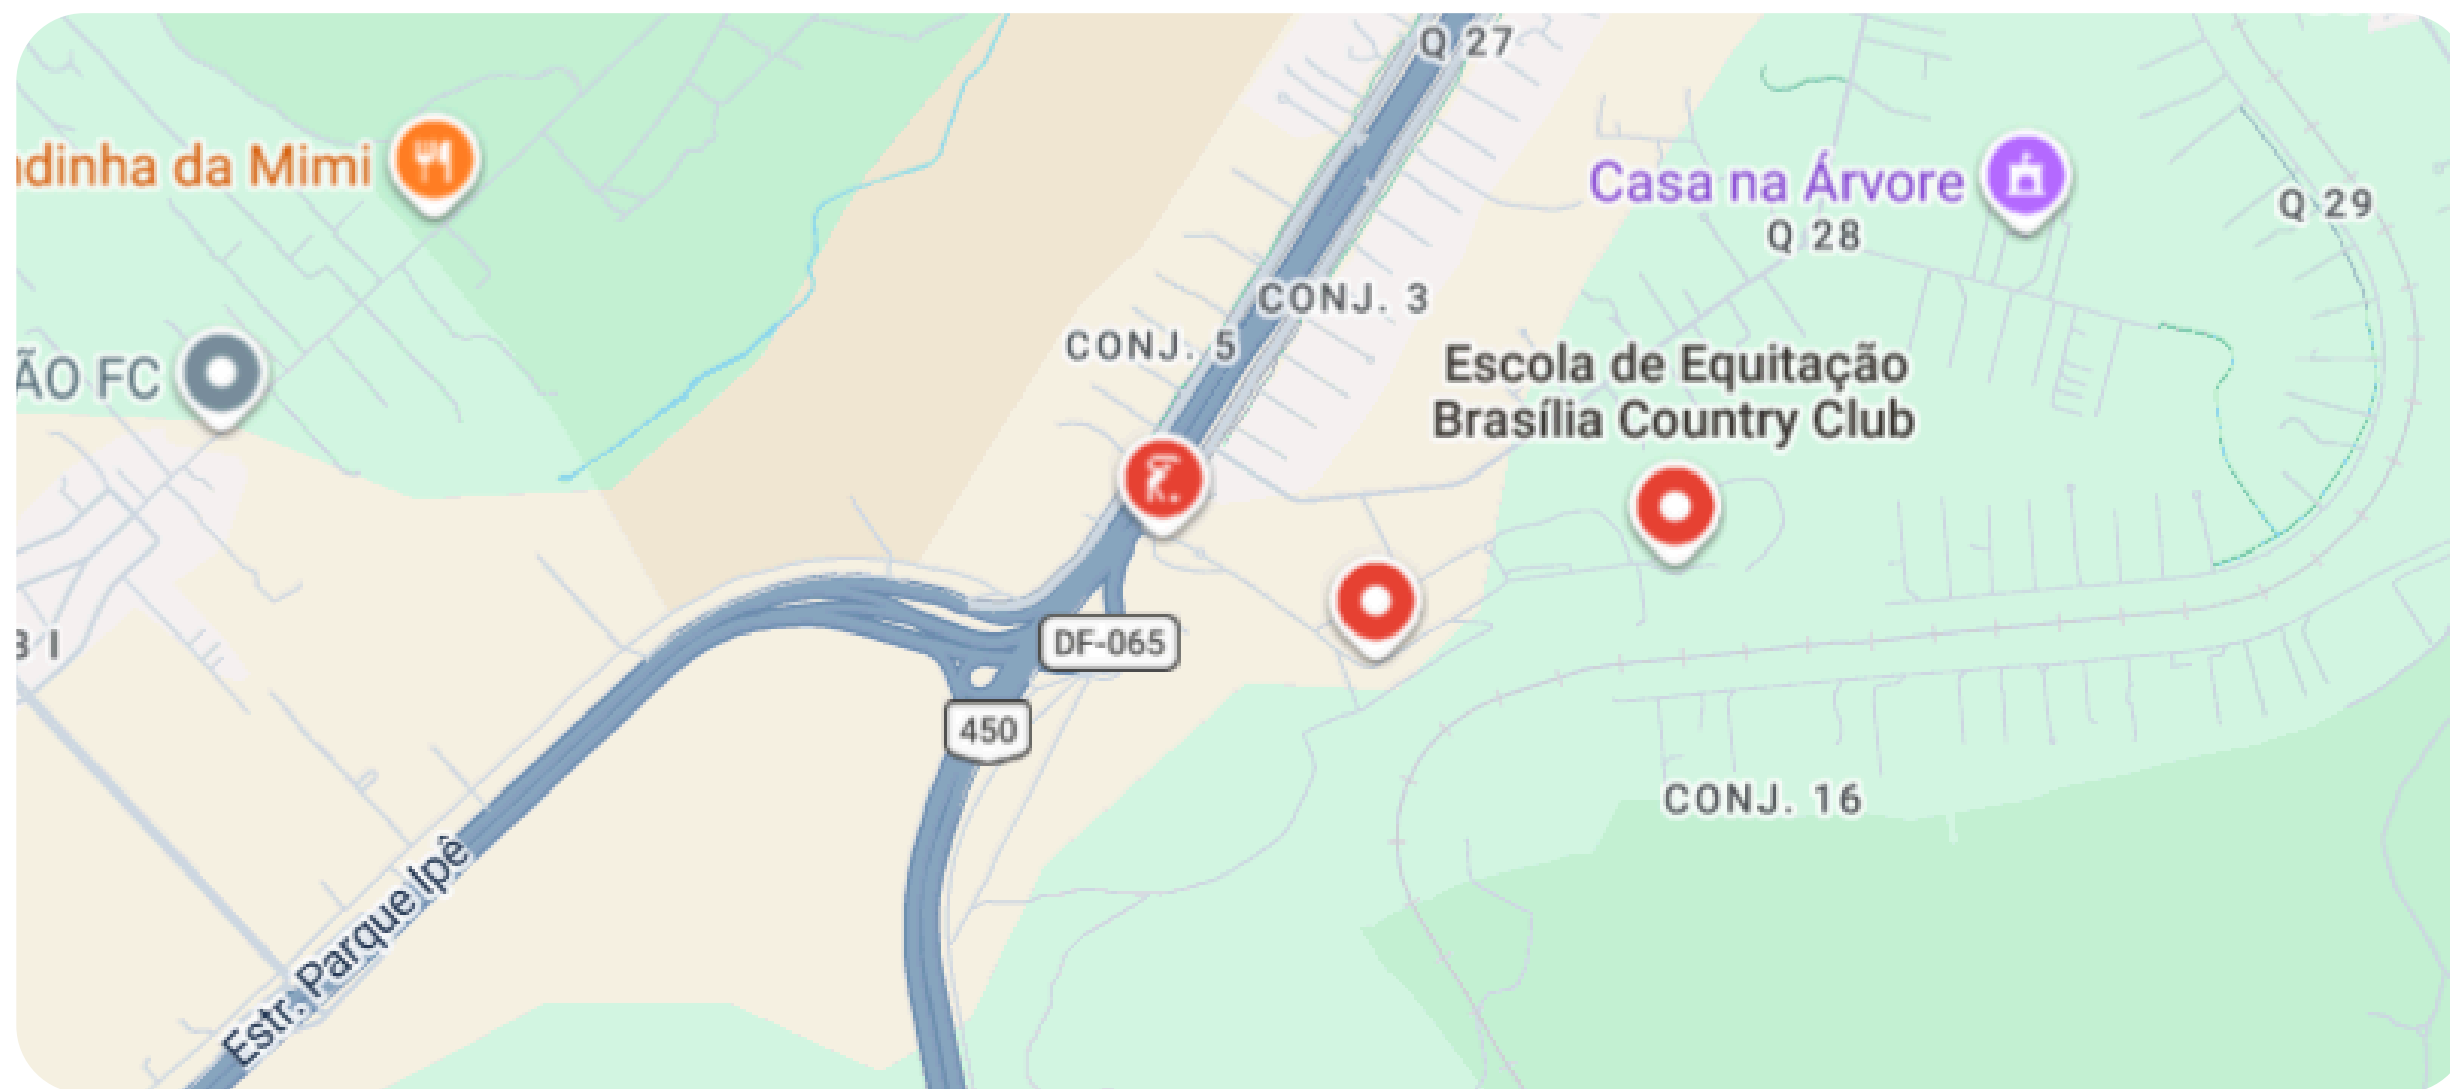 Q 27
dinha da Mimi
Casa na Árvore
Q 28
Q 29
CONJ. 3
CONJ. 5
ÃO FC
Escola de Equitação
Brasília Country Club
DF-065
I
450
CONJ. 16
Estr. Parque Ipê